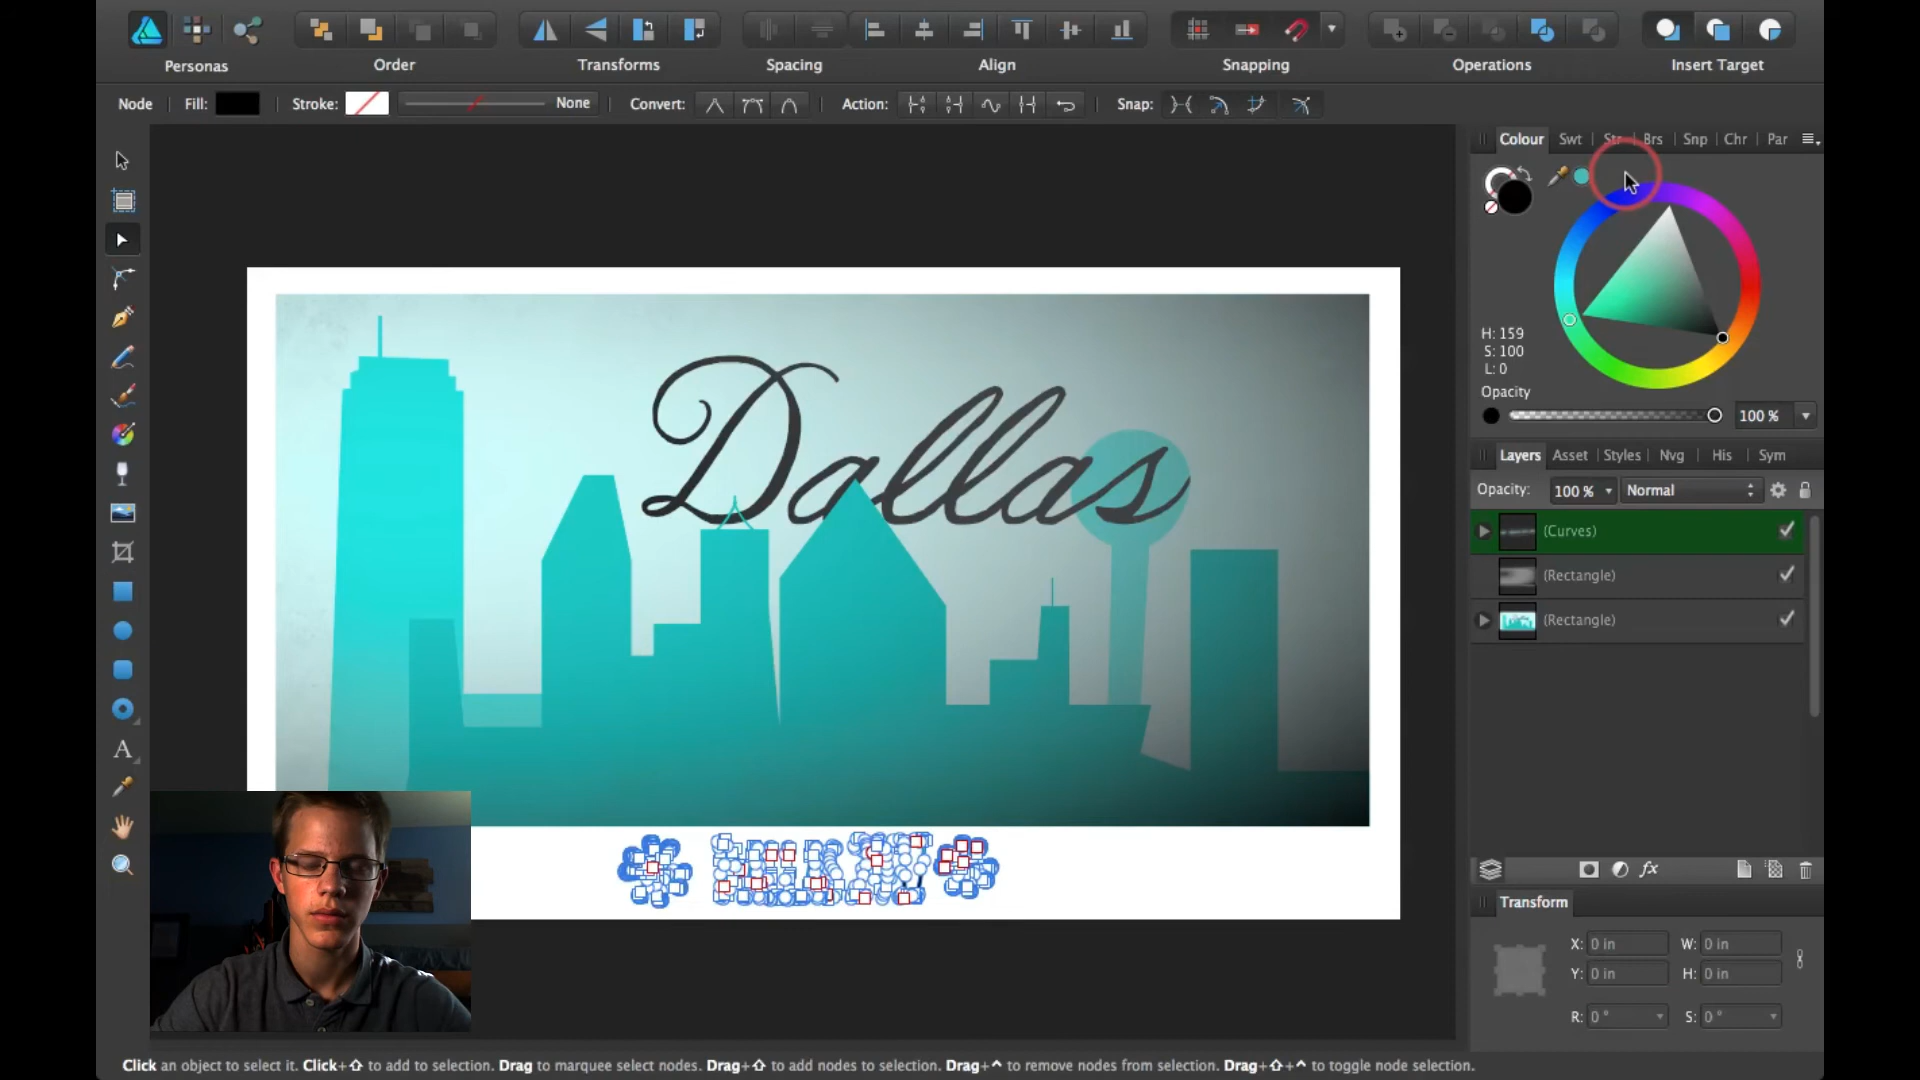 Personas Order Transforms Spacing Align Snapping Operations Insert Target
Node Fill: Stroke: None Convert: Action: Snap:
Colour Swt Str Brs Snp Chr Par
H: 159
S: 100
L: 0
Opacity
100 %
Dallas
Layers Asset Styles Nvg His Sym
Opacity: 100 % Normal
(Curves)
(Rectangle)
(Rectangle)
fx
Transform
X: 0 in W: 0 in
Y: 0 in H: 0 in
R: 0 ° S: 0 °
Click an object to select it. Click+⇧ to add to selection. Drag to marquee select nodes. Drag+⇧ to add nodes to selection. Drag+^ to remove nodes from selection. Drag+⇧+^ to toggle node selection.